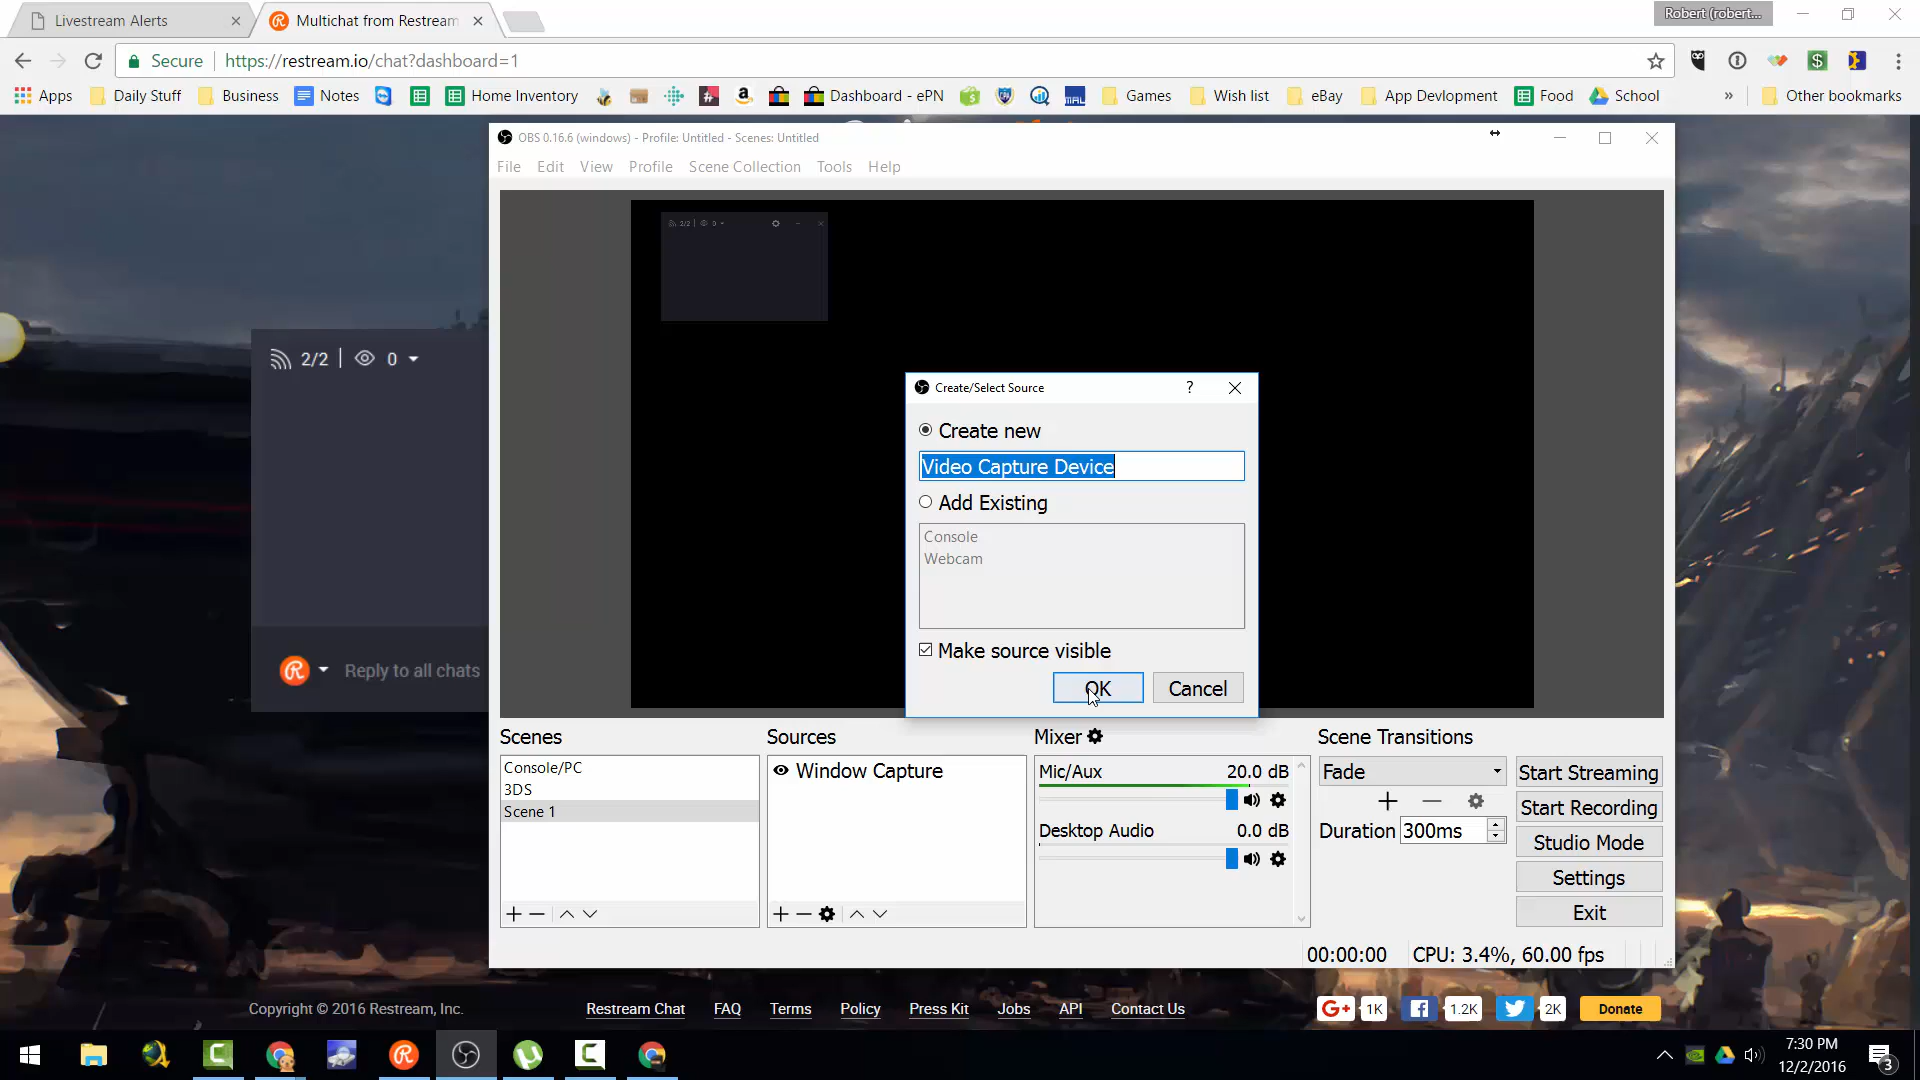 Livestream Alerts
Multichat from Restream
Robert (robert...
Secure
https://restream.io/chat?dashboard=1
Apps
Daily Stuff
Business
Notes
Home Inventory
Dashboard - ePN
Games
Wish list
eBay
App Devlopment
Food
School
»
Other bookmarks
OBS 0.16.6 (windows) - Profile: Untitled - Scenes: Untitled
File Edit View Profile Scene Collection Tools Help
2/2 | 0
2/2 | 0
Reply to all chats
Create/Select Source
?
Create new
Video Capture Device
Add Existing
Console
Webcam
Make source visible
OK
Cancel
Scenes
Console/PC
3DS
Scene 1
Sources
Window Capture
Mixer
Mic/Aux 20.0 dB
Desktop Audio 0.0 dB
Scene Transitions
Fade
Duration 300ms
Start Streaming
Start Recording
Studio Mode
Settings
Exit
00:00:00
CPU: 3.4%, 60.00 fps
Copyright © 2016 Restream, Inc.
Restream Chat FAQ Terms Policy Press Kit Jobs API Contact Us
G+ 1K
1.2K
2K
Donate
7:30 PM
12/2/2016
3